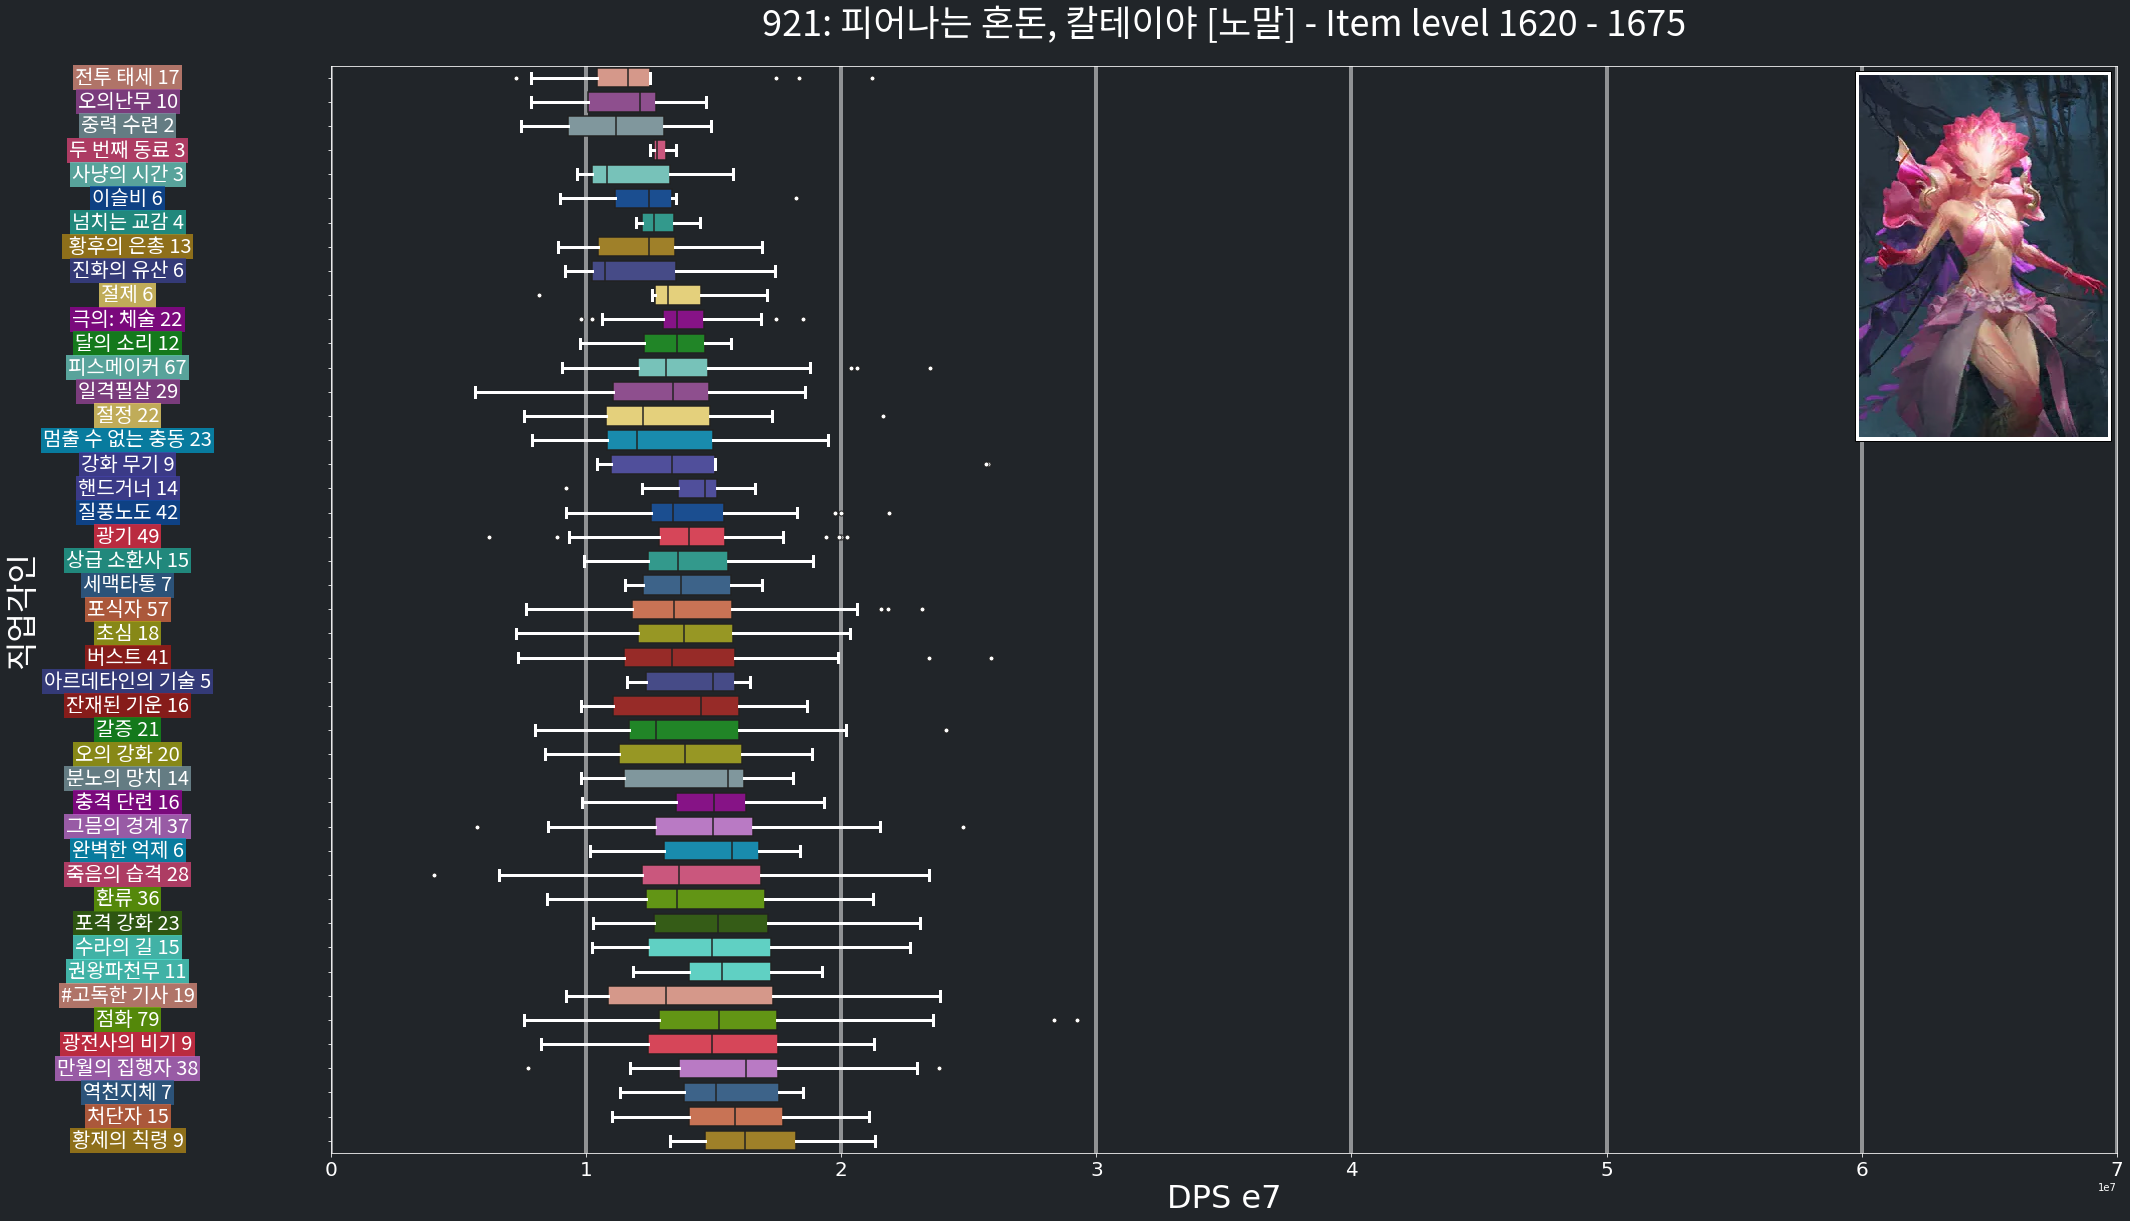 921: 피어나는 혼돈, 칼테이야 [노말] - Item level 1620 - 1675
직업각인
전투 태세 17
오의난무 10
중력 수련 2
두 번째 동료 3
사냥의 시간 3
이슬비 6
넘치는 교감 4
황후의 은총 13
진화의 유산 6
절제 6
극의: 체술 22
달의 소리 12
피스메이커 67
일격필살 29
절정 22
멈출 수 없는 충동 23
강화 무기 9
핸드거너 14
질풍노도 42
광기 49
상급 소환사 15
세맥타통 7
포식자 57
초심 18
버스트 41
아르데타인의 기술 5
잔재된 기운 16
갈증 21
오의 강화 20
분노의 망치 14
충격 단련 16
그믐의 경계 37
완벽한 억제 6
죽음의 습격 28
환류 36
포격 강화 23
수라의 길 15
권왕파천무 11
#고독한 기사 19
점화 79
광전사의 비기 9
만월의 집행자 38
역천지체 7
처단자 15
황제의 칙령 9
0 1 2 3 4 5 6 7
1e7
DPS e7